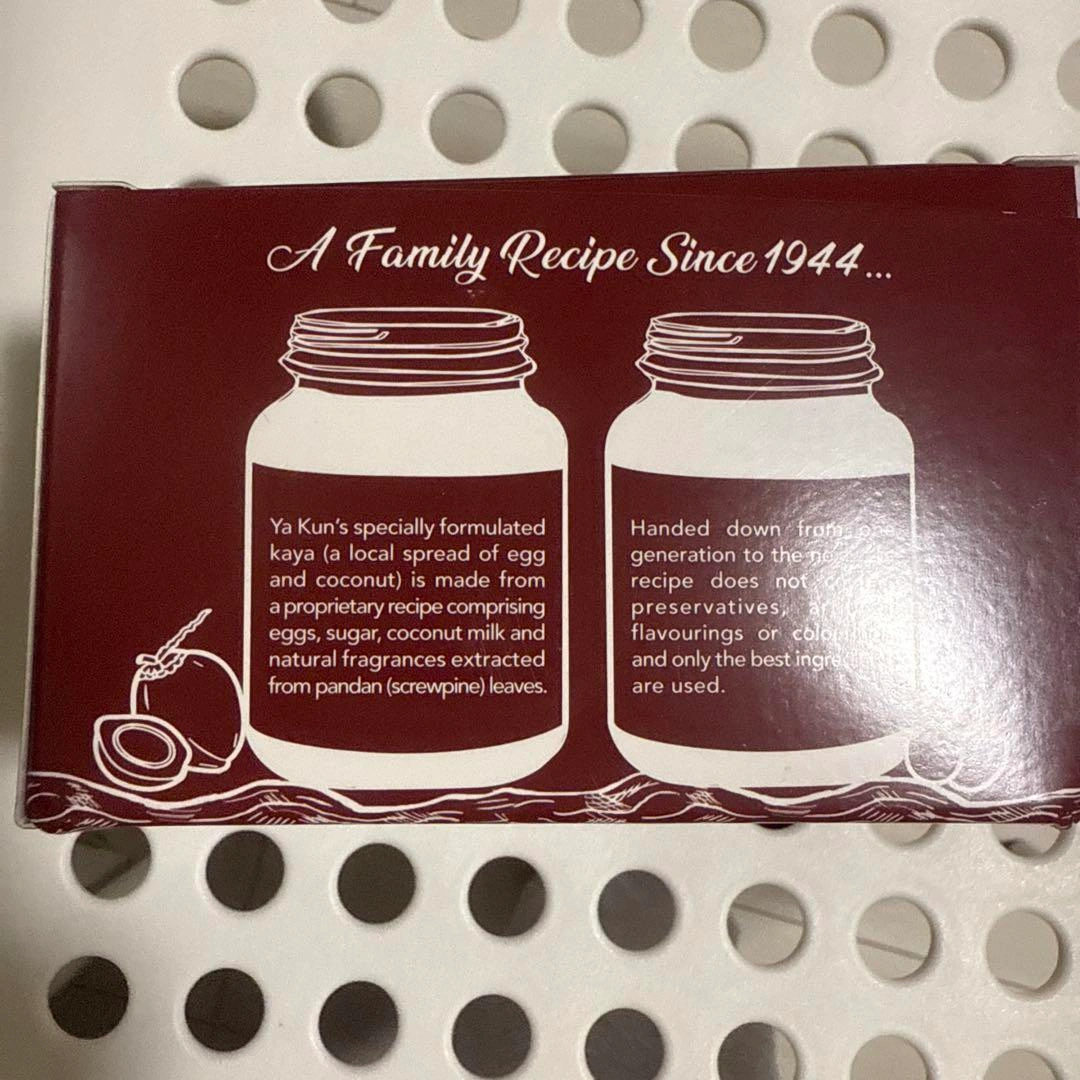 A Family Recipe Since 1944...
Ya Kun's specially formulated
kaya (a local spread of egg
and coconut) is made from
a proprietary recipe comprising
eggs, sugar, coconut milk and
natural fragrances extracted
from pandan (screwpine) leaves.
Handed down from one
generation to the
recipe does not
preservatives,
flavourings or
and only the best
are used.